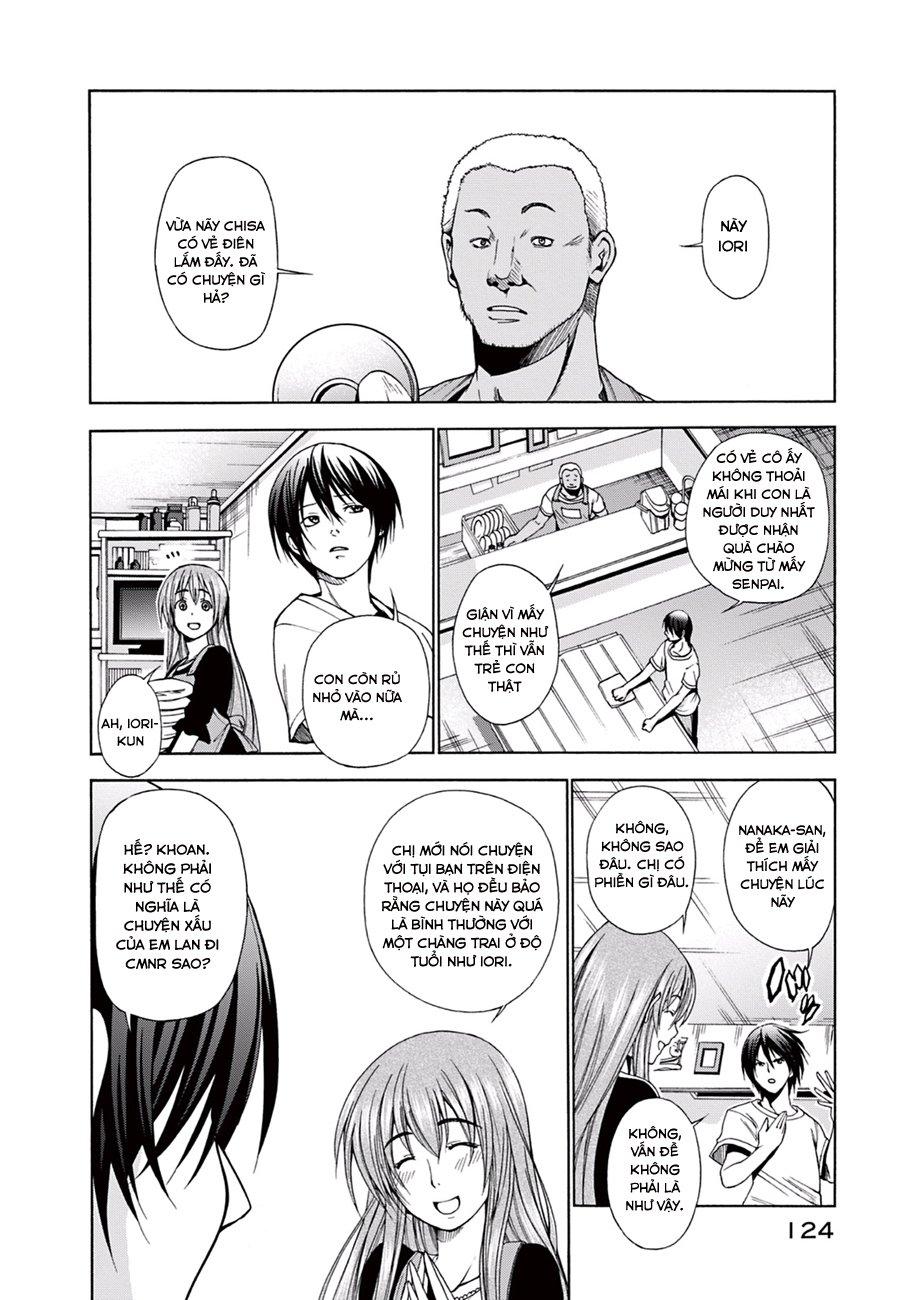 NÀY
IORI
VỪA NÃY CHISA
CÓ VẺ ĐIÊN
LẮM ĐẤY. ĐÃ
CÓ CHUYỆN GÌ
HẢ?
CÓ VẺ CÔ ẤY
KHÔNG THOẢI
MÁI KHI CON LÀ
NGƯỜI DUY NHẤT
ĐƯỢC NHẬN
QUẢ CHÀO
MỪNG TỪ MẤY
SENPAI.
GIẬN VÌ MẤY
CHUYỆN NHƯ
THẾ THÌ VẪN
TRẺ CON
THẬT
CON CÒN RỦ
NHỎ VÀO NỮA
MÀ...
AH, IORI-
KUN
NANAKA-SAN,
ĐỂ EM GIẢI
THÍCH MẤY
CHUYỆN LÚC
NÃY
KHÔNG,
KHÔNG SAO
ĐÂU. CHỊ CÓ
PHIỀN GÌ ĐÂU.
KHÔNG,
VẤN ĐỀ
KHÔNG
PHẢI LÀ
NHƯ VẬY.
CHỊ MỚI NÓI CHUYỆN
VỚI TỤI BẠN TRÊN ĐIỆN
THOẠI, VÀ HỌ ĐỀU BẢO
RẰNG CHUYỆN NÀY QUÁ
LÀ BÌNH THƯỜNG VỚI
MỘT CHÀNG TRAI Ở ĐỘ
TUỔI NHƯ IORI.
HẾ? KHOAN.
KHÔNG PHẢI
NHƯ THẾ CÓ
NGHĨA LÀ
CHUYỆN XẤU
CỦA EM LAN ĐI
CMNR SAO?
124